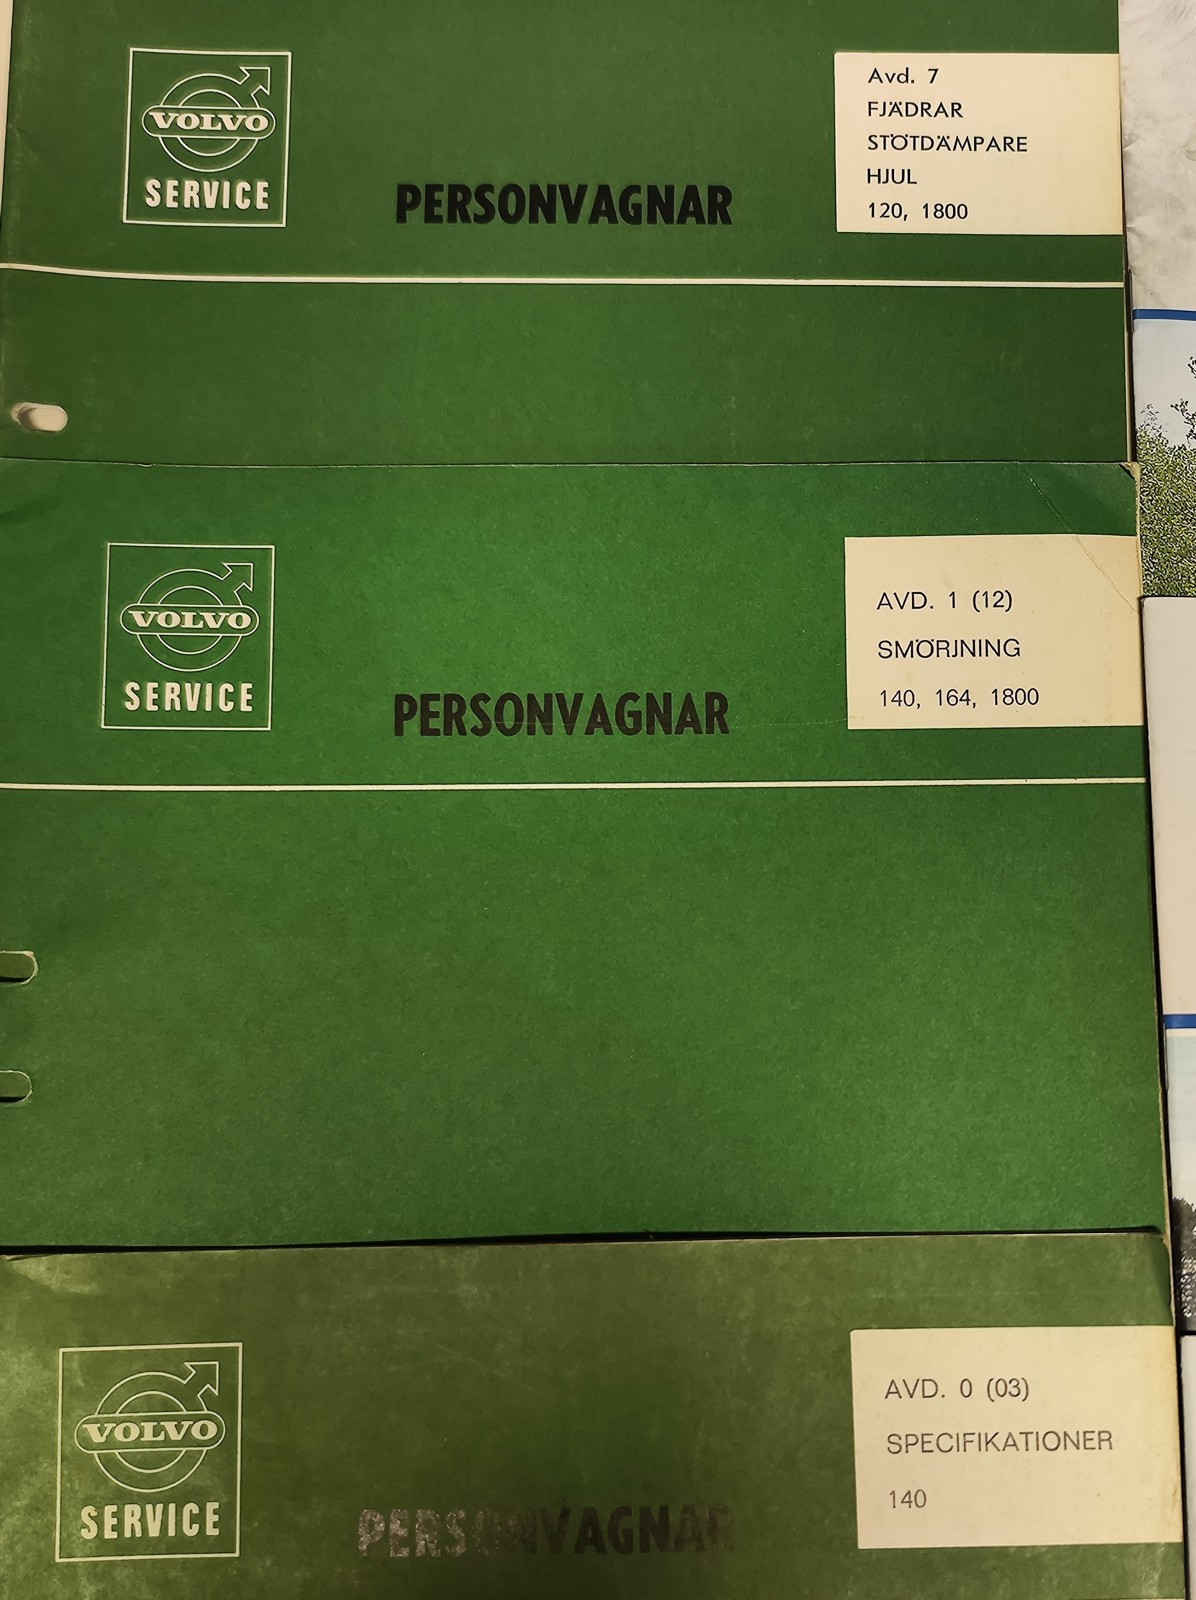 VOLVO
SERVICE
PERSONVAGNAR
Avd. 7
FJÄDRAR
STÖTDÄMPARE
HJUL
120, 1800
VOLVO
SERVICE
PERSONVAGNAR
AVD. 1 (12)
SMÖRJNING
140, 164, 1800
VOLVO
SERVICE
PERSONVAGNAR
AVD. 0 (03)
SPECIFIKATIONER
140